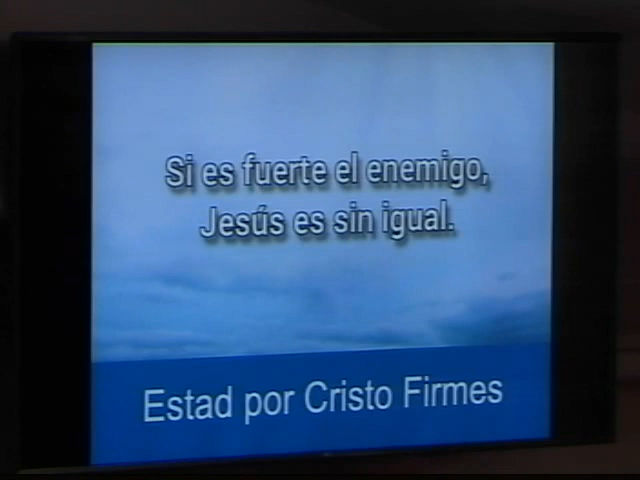 Si es fuerte el enemigo,
Jesús es sin igual.
Estad por Cristo Firmes